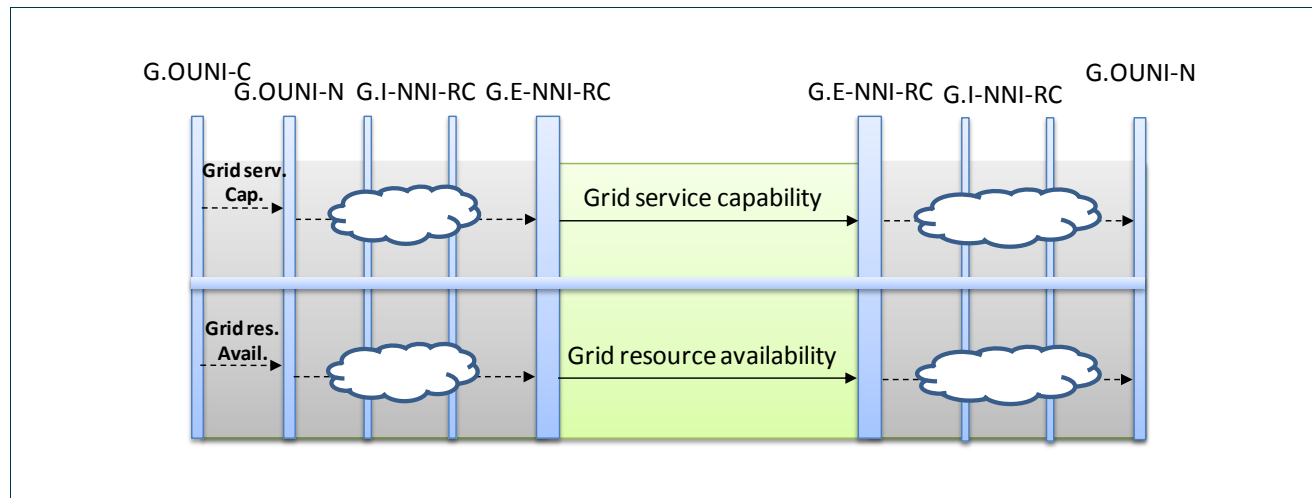 G.OUNI-C
G.OUNI-N
G.I-NNI-RC
G.E-NNI-RC
G.E-NNI-RC
G.I-NNI-RC
G.OUNI-N
Grid serv.
Cap.
Grid service capability
Grid res.
Avail.
Grid resource availability